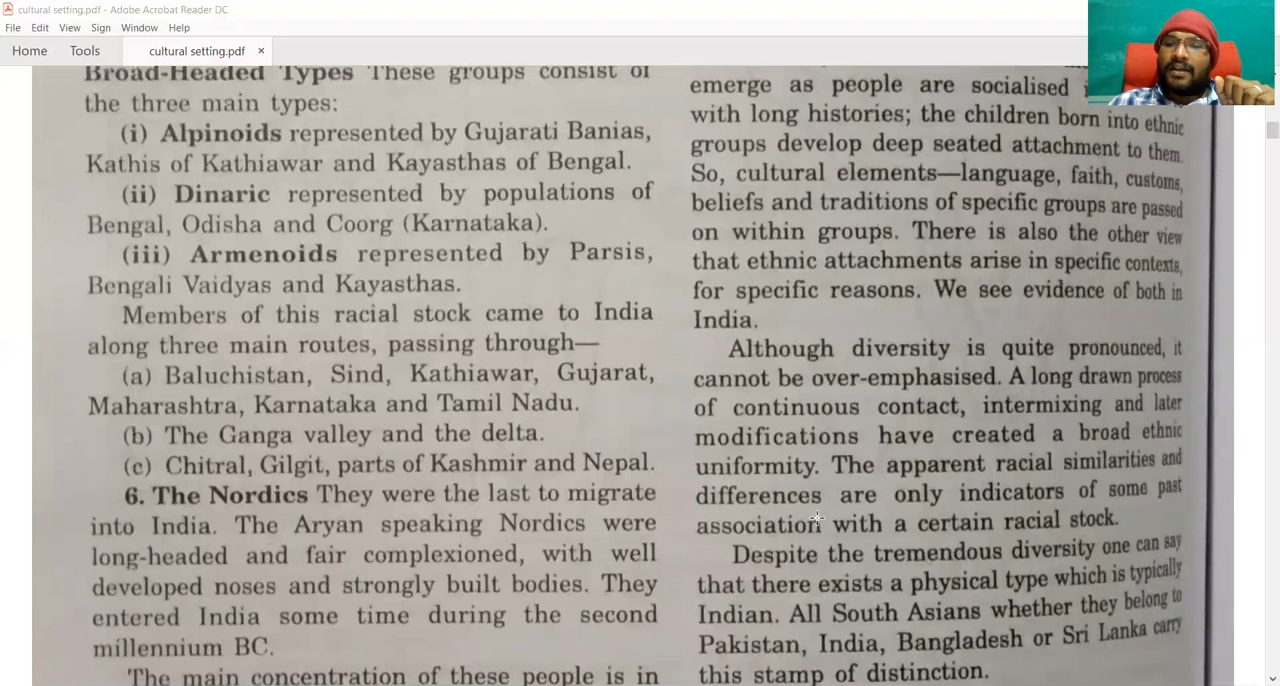 cultural setting.pdf - Adobe Acrobat Reader DC
File Edit View Sign Window Help
Home Tools cultural setting.pdf ×
Broad-Headed Types These groups consist of
the three main types:
(i) Alpinoids represented by Gujarati Banias,
Kathis of Kathiawar and Kayasthas of Bengal.
(ii) Dinaric represented by populations of
Bengal, Odisha and Coorg (Karnataka).
(iii) Armenoids represented by Parsis,
Bengali Vaidyas and Kayasthas.
Members of this racial stock came to India
along three main routes, passing through—
(a) Baluchistan, Sind, Kathiawar, Gujarat,
Maharashtra, Karnataka and Tamil Nadu.
(b) The Ganga valley and the delta.
(c) Chitral, Gilgit, parts of Kashmir and Nepal.
6. The Nordics They were the last to migrate
into India. The Aryan speaking Nordics were
long-headed and fair complexioned, with well
developed noses and strongly built bodies. They
entered India some time during the second
millennium BC.
The main concentration of these people is in
emerge as people are socialised
with long histories; the children born into ethnic
groups develop deep seated attachment to them.
So, cultural elements—language, faith, customs,
beliefs and traditions of specific groups are passed
on within groups. There is also the other view
that ethnic attachments arise in specific contexts,
for specific reasons. We see evidence of both in
India.
Although diversity is quite pronounced, it
cannot be over-emphasised. A long drawn process
of continuous contact, intermixing and later
modifications have created a broad ethnic
uniformity. The apparent racial similarities and
differences are only indicators of some past
association with a certain racial stock.
Despite the tremendous diversity one can say
that there exists a physical type which is typically
Indian. All South Asians whether they belong to
Pakistan, India, Bangladesh or Sri Lanka carry
this stamp of distinction.